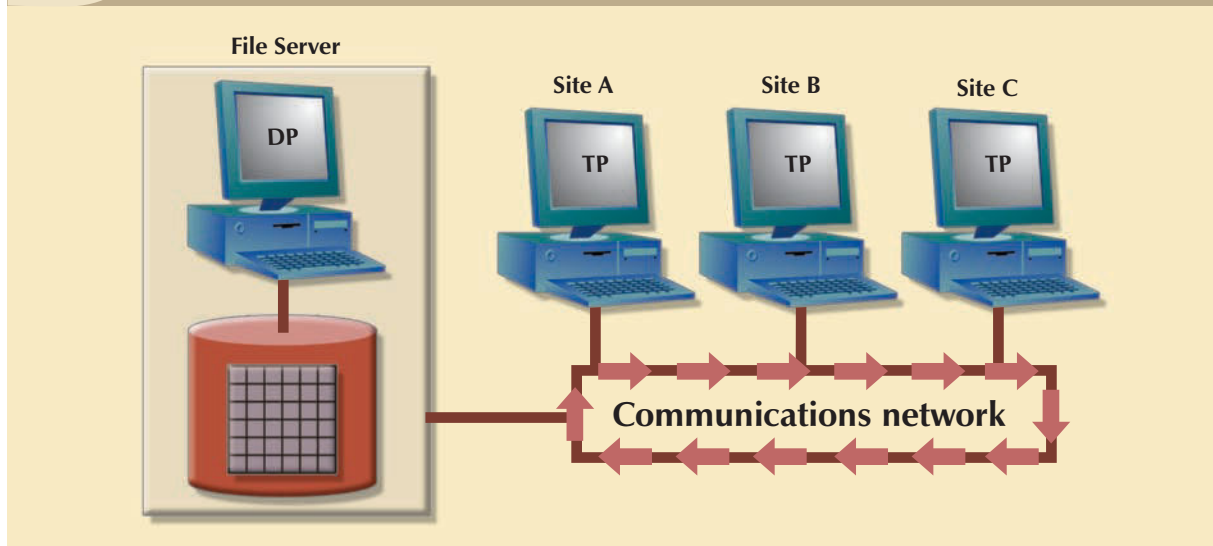 File Server
DP
Site A
Site B
Site C
TP
TP
TP
Communications network